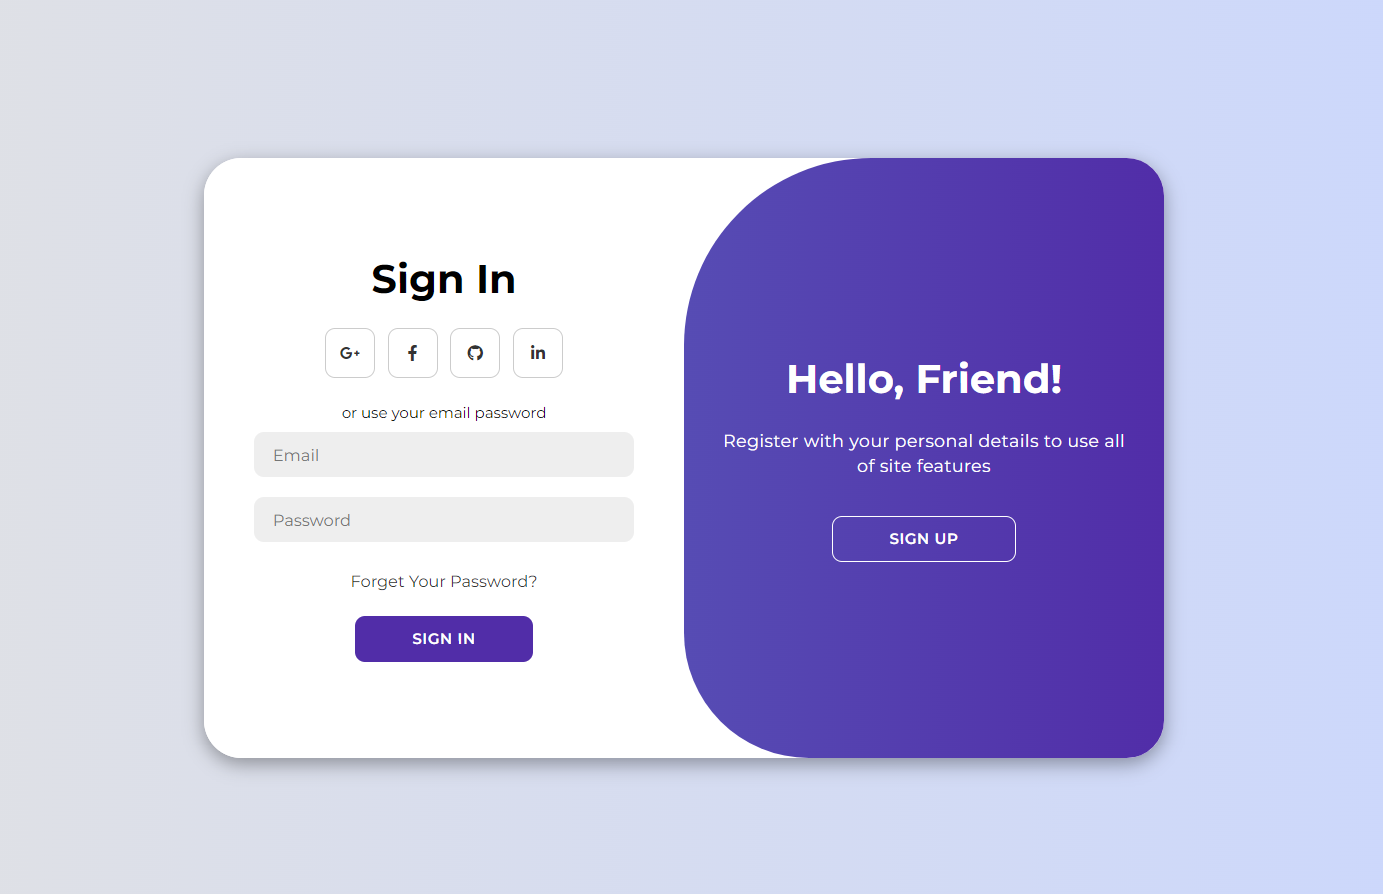 Sign In
G+ f in
or use your email password
Email
Password
Forget Your Password?
SIGN IN
Hello, Friend!
Register with your personal details to use all
of site features
SIGN UP